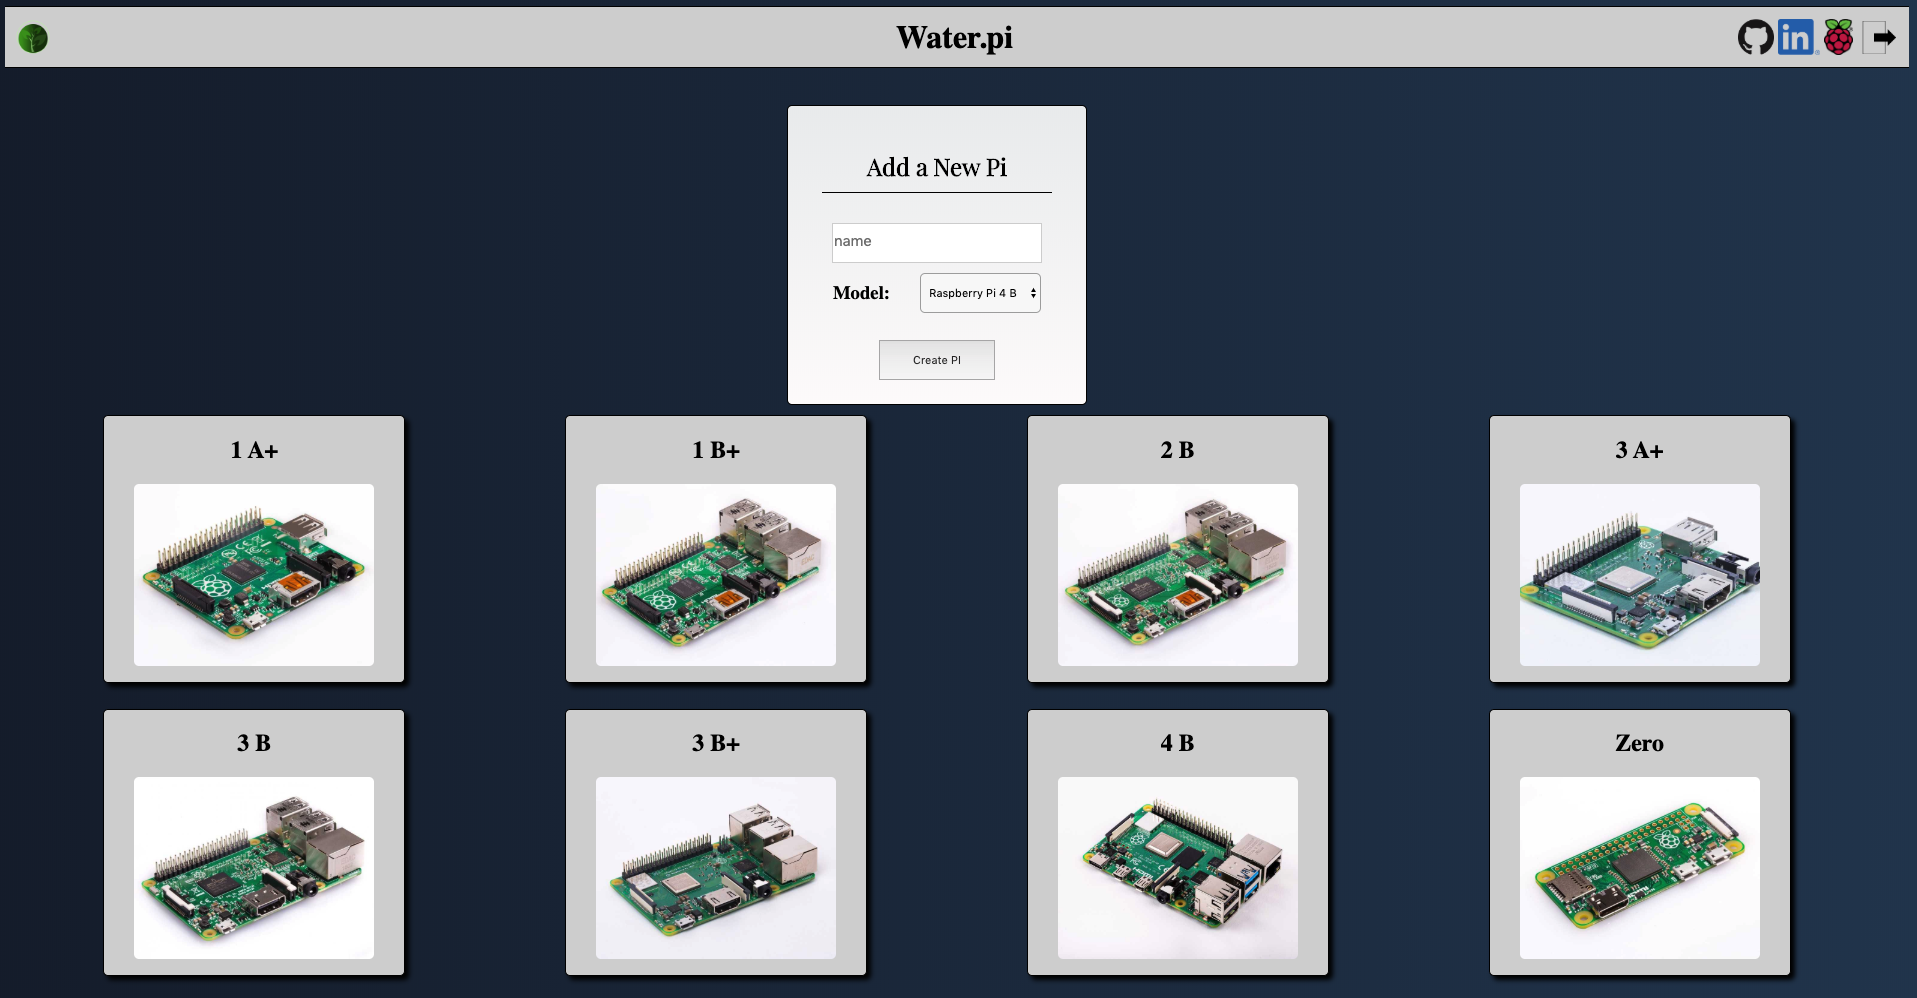 Water.pi
in
Add a New Pi
name
Model: Raspberry Pi 4 B
Create PI
1 A+ 1 B+ 2 B 3 A+
3 B 3 B+ 4 B Zero